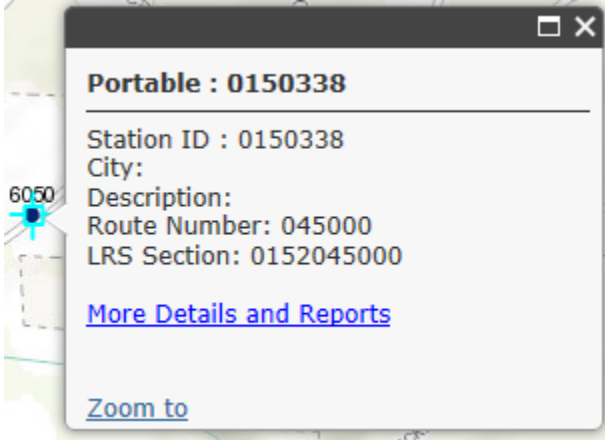 Portable : 0150338
Station ID : 0150338
City:
Description:
Route Number: 045000
LRS Section: 0152045000
More Details and Reports
Zoom to
6050